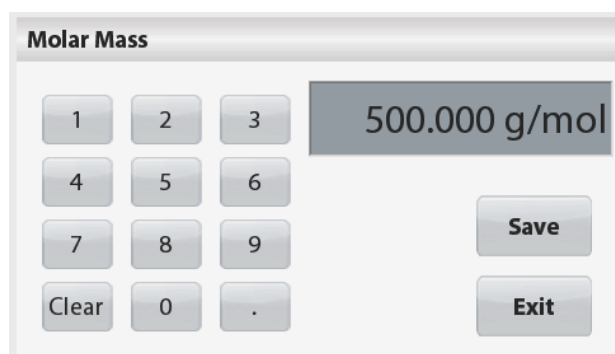 Molar Mass
500.000 g/mol
1 2 3
4 5 6
7 8 9
Clear 0 .
Save
Exit